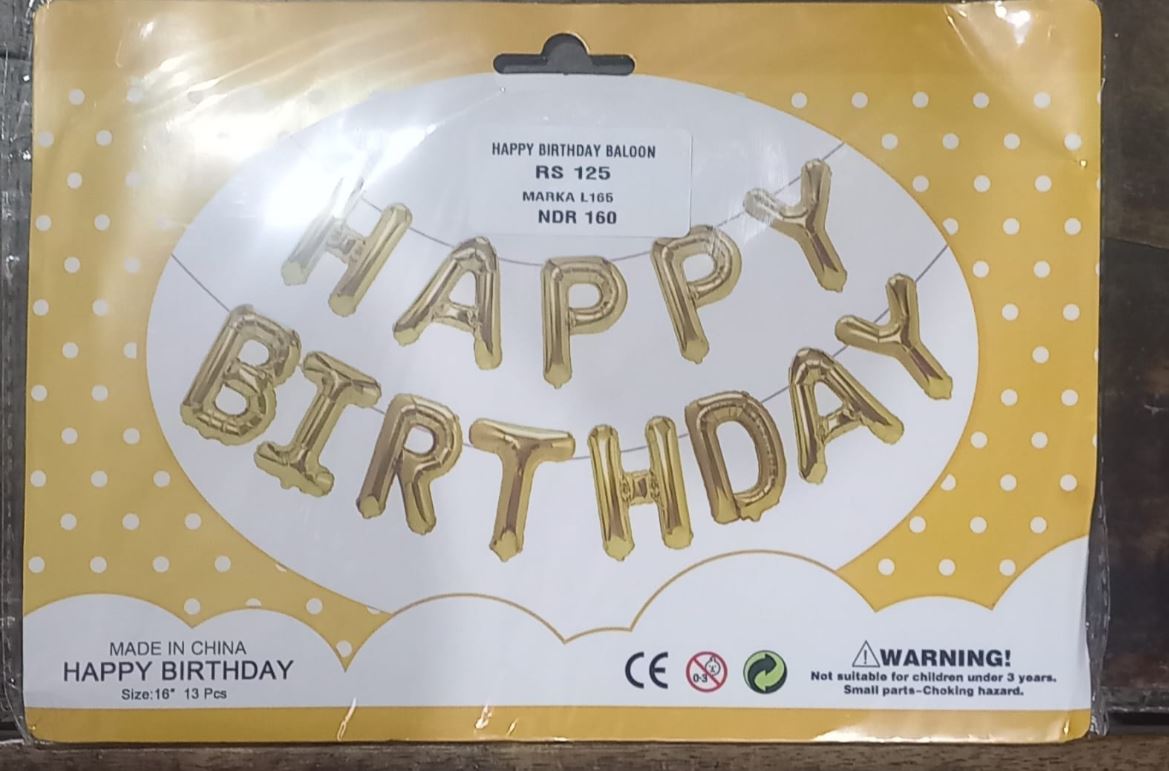 HAPPY BIRTHDAY BALOON
RS 125
MARKA L165
NDR 160
HAPPY
BIRTHDAY
MADE IN CHINA
HAPPY BIRTHDAY
Size:16" 13 Pcs
CE
0-3
WARNING!
Not suitable for children under 3 years.
Small parts-Choking hazard.